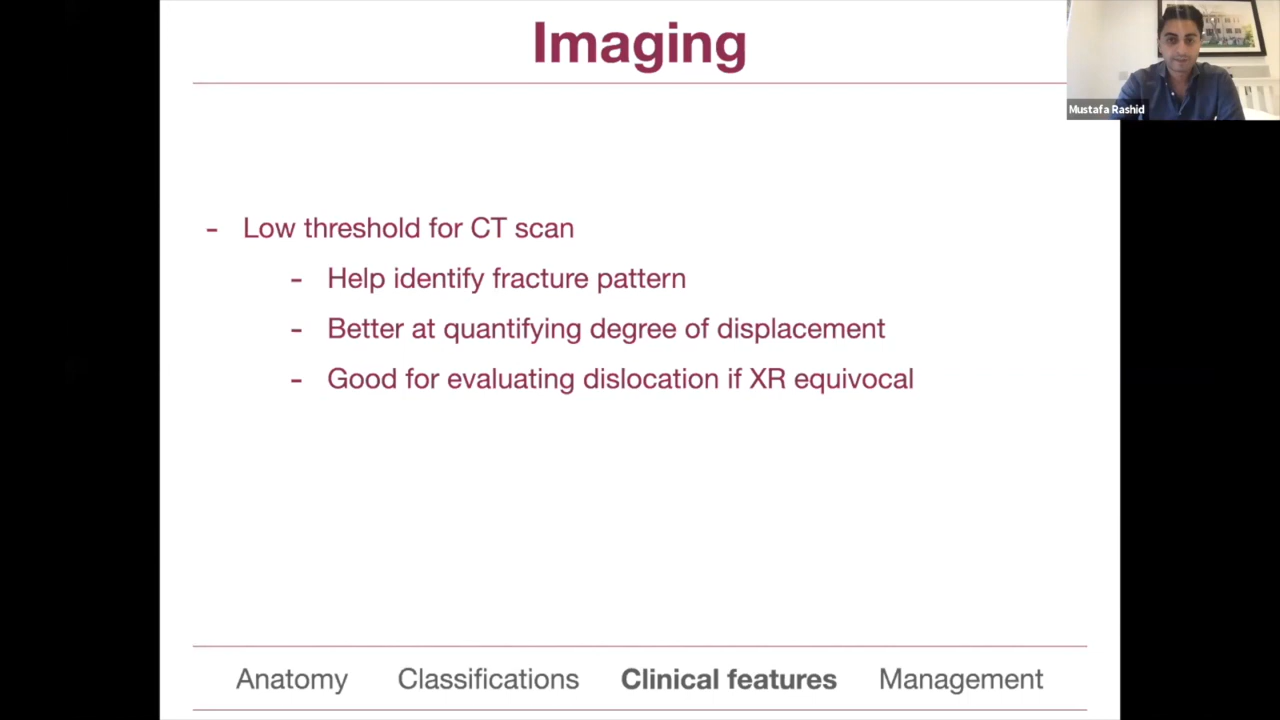 Imaging
Mustafa Rashid
- Low threshold for CT scan
- Help identify fracture pattern
- Better at quantifying degree of displacement
- Good for evaluating dislocation if XR equivocal
Anatomy Classifications Clinical features Management